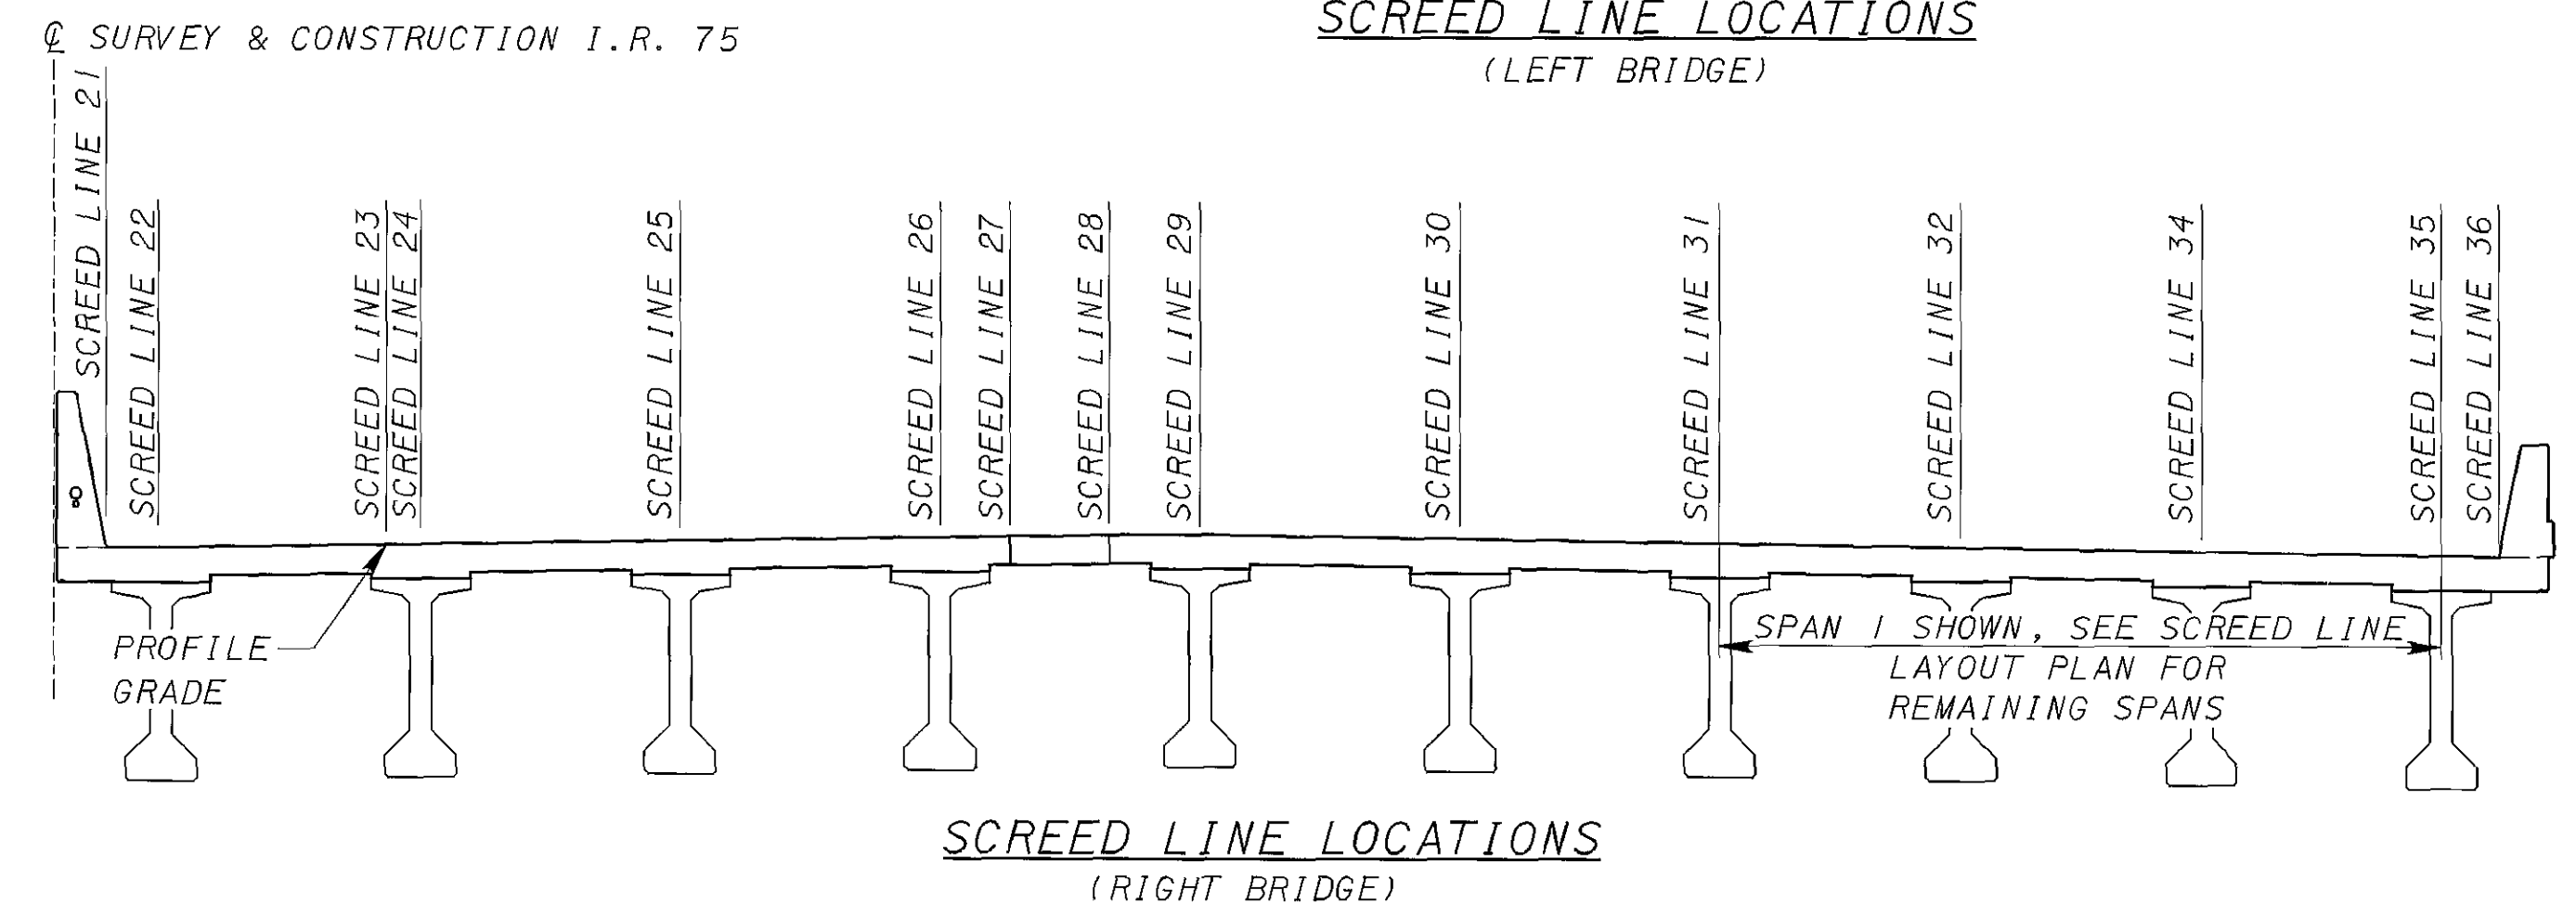 SCREED LINE LOCATIONS
(LEFT BRIDGE)
℄ SURVEY & CONSTRUCTION I.R. 75
SCREED LINE 21
SCREED LINE 22
SCREED LINE 23
SCREED LINE 24
SCREED LINE 25
SCREED LINE 26
SCREED LINE 27
SCREED LINE 28
SCREED LINE 29
SCREED LINE 30
SCREED LINE 31
SCREED LINE 32
SCREED LINE 34
SCREED LINE 35
SCREED LINE 36
PROFILE
GRADE
SPAN 1 SHOWN, SEE SCREED LINE
LAYOUT PLAN FOR
REMAINING SPANS
SCREED LINE LOCATIONS
(RIGHT BRIDGE)